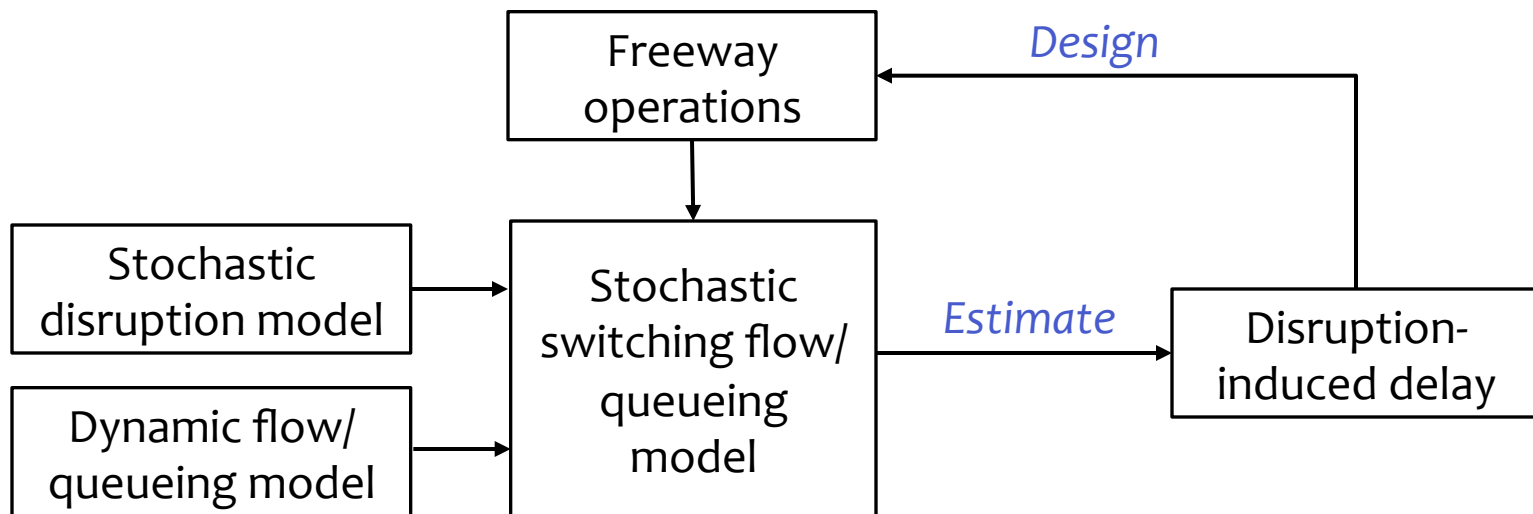 Freeway
operations
Design
Stochastic
disruption model
Dynamic flow/
queueing model
Stochastic
switching flow/
queueing
model
Estimate
Disruption-
induced delay